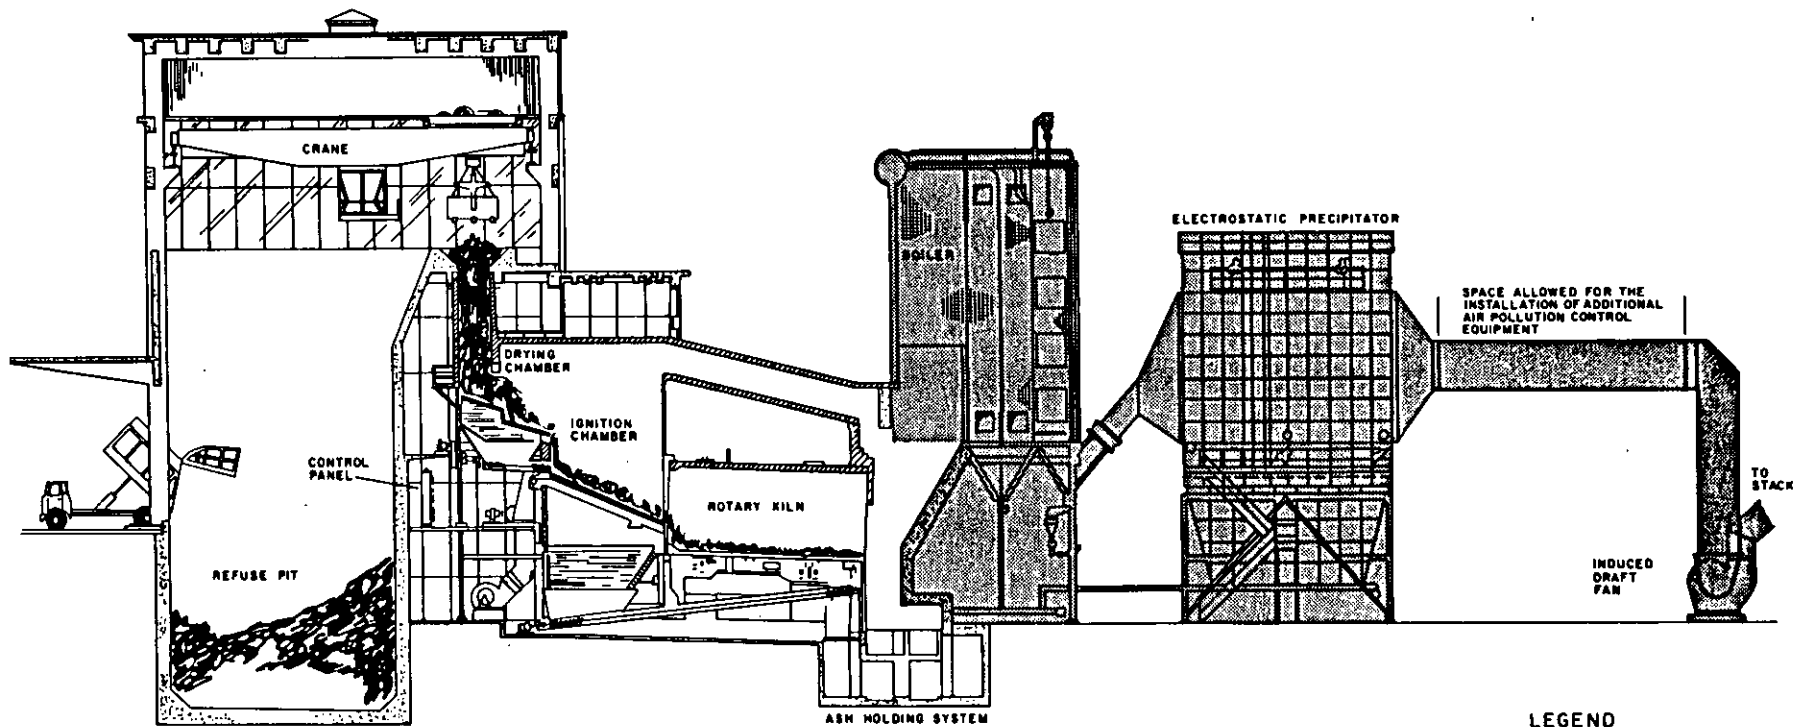 CRANE
ELECTROSTATIC PRECIPITATOR
BOILER
SPACE ALLOWED FOR THE
INSTALLATION OF ADDITIONAL
AIR POLLUTION CONTROL
EQUIPMENT
DRYING
CHAMBER
IGNITION
CHAMBER
CONTROL
PANEL
TO
STACK
ROTARY KILN
REFUSE PIT
INDUCED
DRAFT
FAN
ASH HOLDING SYSTEM
LEGEND